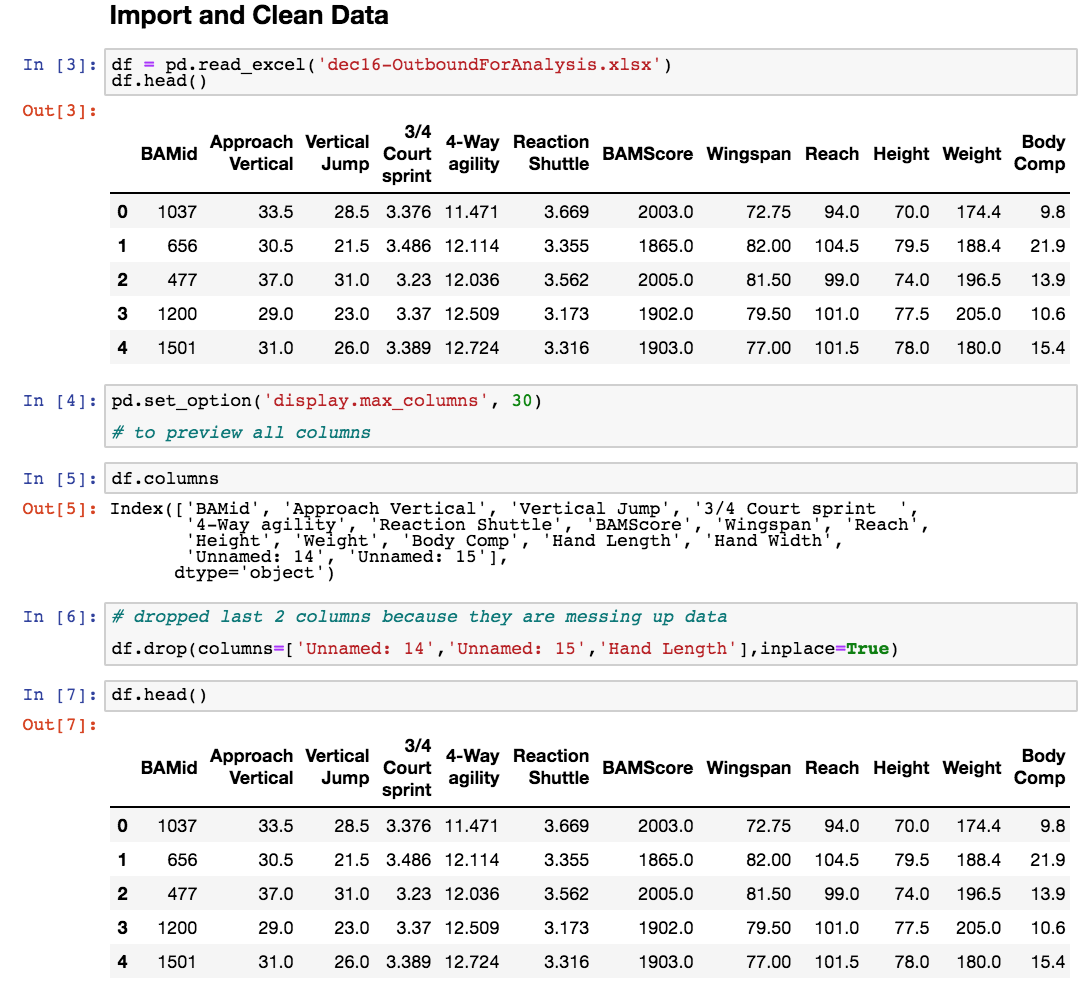 Import and Clean Data
In [3]: df = pd.read_excel('dec16-OutboundForAnalysis.xlsx')
df.head()
Out[3]:
BAMid Approach Vertical Vertical Jump 3/4 Court sprint 4-Way agility Reaction Shuttle BAMScore Wingspan Reach Height Weight Body Comp
0 1037 33.5 28.5 3.376 11.471 3.669 2003.0 72.75 94.0 70.0 174.4 9.8
1 656 30.5 21.5 3.486 12.114 3.355 1865.0 82.00 104.5 79.5 188.4 21.9
2 477 37.0 31.0 3.23 12.036 3.562 2005.0 81.50 99.0 74.0 196.5 13.9
3 1200 29.0 23.0 3.37 12.509 3.173 1902.0 79.50 101.0 77.5 205.0 10.6
4 1501 31.0 26.0 3.389 12.724 3.316 1903.0 77.00 101.5 78.0 180.0 15.4
In [4]: pd.set_option('display.max_columns', 30)
# to preview all columns
In [5]: df.columns
Out[5]: Index(['BAMid', 'Approach Vertical', 'Vertical Jump', '3/4 Court sprint  ',
'4-Way agility', 'Reaction Shuttle', 'BAMScore', 'Wingspan', 'Reach',
'Height', 'Weight', 'Body Comp', 'Hand Length', 'Hand Width',
'Unnamed: 14', 'Unnamed: 15'],
dtype='object')
In [6]: # dropped last 2 columns because they are messing up data
df.drop(columns=['Unnamed: 14','Unnamed: 15','Hand Length'],inplace=True)
In [7]: df.head()
Out[7]:
BAMid Approach Vertical Vertical Jump 3/4 Court sprint 4-Way agility Reaction Shuttle BAMScore Wingspan Reach Height Weight Body Comp
0 1037 33.5 28.5 3.376 11.471 3.669 2003.0 72.75 94.0 70.0 174.4 9.8
1 656 30.5 21.5 3.486 12.114 3.355 1865.0 82.00 104.5 79.5 188.4 21.9
2 477 37.0 31.0 3.23 12.036 3.562 2005.0 81.50 99.0 74.0 196.5 13.9
3 1200 29.0 23.0 3.37 12.509 3.173 1902.0 79.50 101.0 77.5 205.0 10.6
4 1501 31.0 26.0 3.389 12.724 3.316 1903.0 77.00 101.5 78.0 180.0 15.4